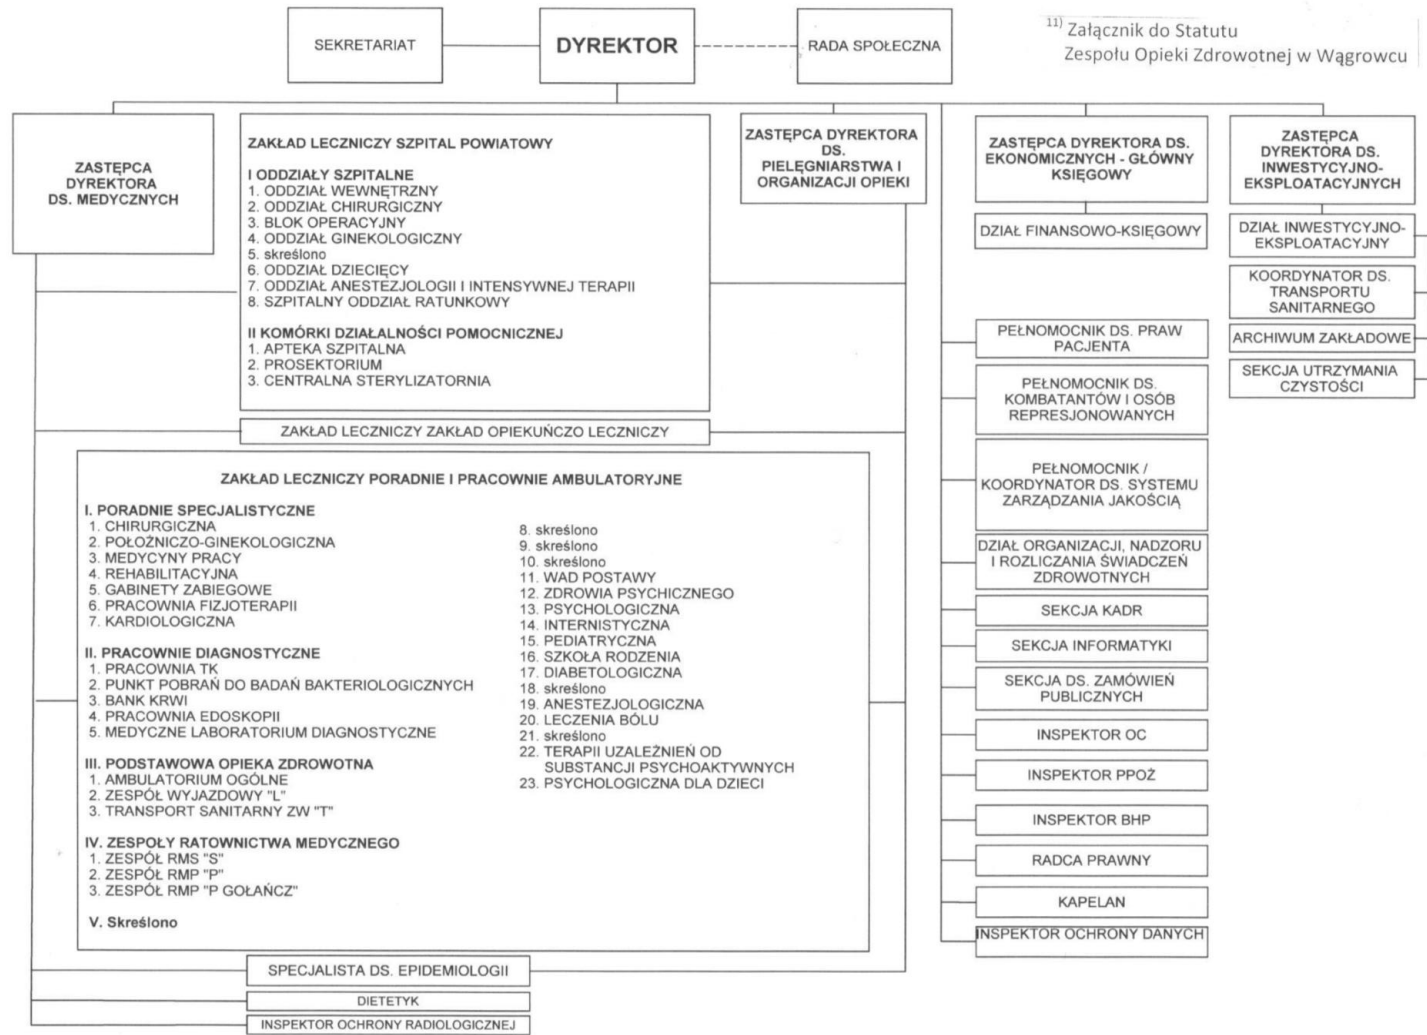 SEKRETARIAT
DYREKTOR
RADA SPOŁECZNA
11) Załącznik do Statutu
Zespołu Opieki Zdrowotnej w Wągrowcu
ZASTĘPCA
DYREKTORA
DS. MEDYCZNYCH
ZAKŁAD LECZNICZY SZPITAL POWIATOWY
I ODDZIAŁY SZPITALNE
1. ODDZIAŁ WEWNĘTRZNY
2. ODDZIAŁ CHIRURGICZNY
3. BLOK OPERACYJNY
4. ODDZIAŁ GINEKOLOGICZNY
5. skreślono
6. ODDZIAŁ DZIECIĘCY
7. ODDZIAŁ ANESTEZJOLOGII I INTENSYWNEJ TERAPII
8. SZPITALNY ODDZIAŁ RATUNKOWY
II KOMÓRKI DZIAŁALNOŚCI POMOCNICZEJ
1. APTEKA SZPITALNA
2. PROSEKTORIUM
3. CENTRALNA STERYLIZATORNIA
ZASTĘPCA DYREKTORA
DS.
PIELĘGNIARSTWA I
ORGANIZACJI OPIEKI
ZASTĘPCA DYREKTORA DS.
EKONOMICZNYCH - GŁÓWNY
KSIĘGOWY
ZASTĘPCA
DYREKTORA DS.
INWESTYCYJNO-
EKSPLOATACYJNYCH
DZIAŁ FINANSOWO-KSIĘGOWY
DZIAŁ INWESTYCYJNO-
EKSPLOATACYJNY
KOORDYNATOR DS.
TRANSPORTU
SANITARNEGO
ARCHIWUM ZAKŁADOWE
SEKCJA UTRZYMANIA
CZYSTOŚCI
PEŁNOMOCNIK DS. PRAW
PACJENTA
PEŁNOMOCNIK DS.
KOMBATANTÓW I OSÓB
REPRESJONOWANYCH
PEŁNOMOCNIK /
KOORDYNATOR DS. SYSTEMU
ZARZĄDZANIA JAKOŚCIĄ
DZIAŁ ORGANIZACJI, NADZORU
I ROZLICZANIA ŚWIADCZEŃ
ZDROWOTNYCH
SEKCJA KADR
SEKCJA INFORMATYKI
SEKCJA DS. ZAMÓWIEŃ
PUBLICZNYCH
INSPEKTOR OC
INSPEKTOR PPOŻ
INSPEKTOR BHP
RADCA PRAWNY
KAPELAN
INSPEKTOR OCHRONY DANYCH
ZAKŁAD LECZNICZY ZAKŁAD OPIEKUŃCZO LECZNICZY
ZAKŁAD LECZNICZY PORADNIE I PRACOWNIE AMBULATORYJNE
I. PORADNIE SPECJALISTYCZNE
1. CHIRURGICZNA
2. POŁOŻNICZO-GINEKOLOGICZNA
3. MEDYCYNY PRACY
4. REHABILITACYJNA
5. GABINETY ZABIEGOWE
6. PRACOWNIA FIZJOTERAPII
7. KARDIOLOGICZNA
8. skreślono
9. skreślono
10. skreślono
11. WAD POSTAWY
12. ZDROWIA PSYCHICZNEGO
13. PSYCHOLOGICZNA
14. INTERNISTYCZNA
15. PEDIATRYCZNA
16. SZKOŁA RODZENIA
17. DIABETOLOGICZNA
18. skreślono
19. ANESTEZJOLOGICZNA
20. LECZENIA BÓLU
21. skreślono
22. TERAPII UZALEŻNIEŃ OD
SUBSTANCJI PSYCHOAKTYWNYCH
23. PSYCHOLOGICZNA DLA DZIECI
II. PRACOWNIE DIAGNOSTYCZNE
1. PRACOWNIA TK
2. PUNKT POBRAŃ DO BADAŃ BAKTERIOLOGICZNYCH
3. BANK KRWI
4. PRACOWNIA EDOSKOPII
5. MEDYCZNE LABORATORIUM DIAGNOSTYCZNE
III. PODSTAWOWA OPIEKA ZDROWOTNA
1. AMBULATORIUM OGÓLNE
2. ZESPÓŁ WYJAZDOWY "L"
3. TRANSPORT SANITARNY ZW "T"
IV. ZESPOŁY RATOWNICTWA MEDYCZNEGO
1. ZESPÓŁ RMS "S"
2. ZESPÓŁ RMP "P"
3. ZESPÓŁ RMP "P GOŁAŃCZ"
V. Skreślono
SPECJALISTA DS. EPIDEMIOLOGII
DIETETYK
INSPEKTOR OCHRONY RADIOLOGICZNEJ